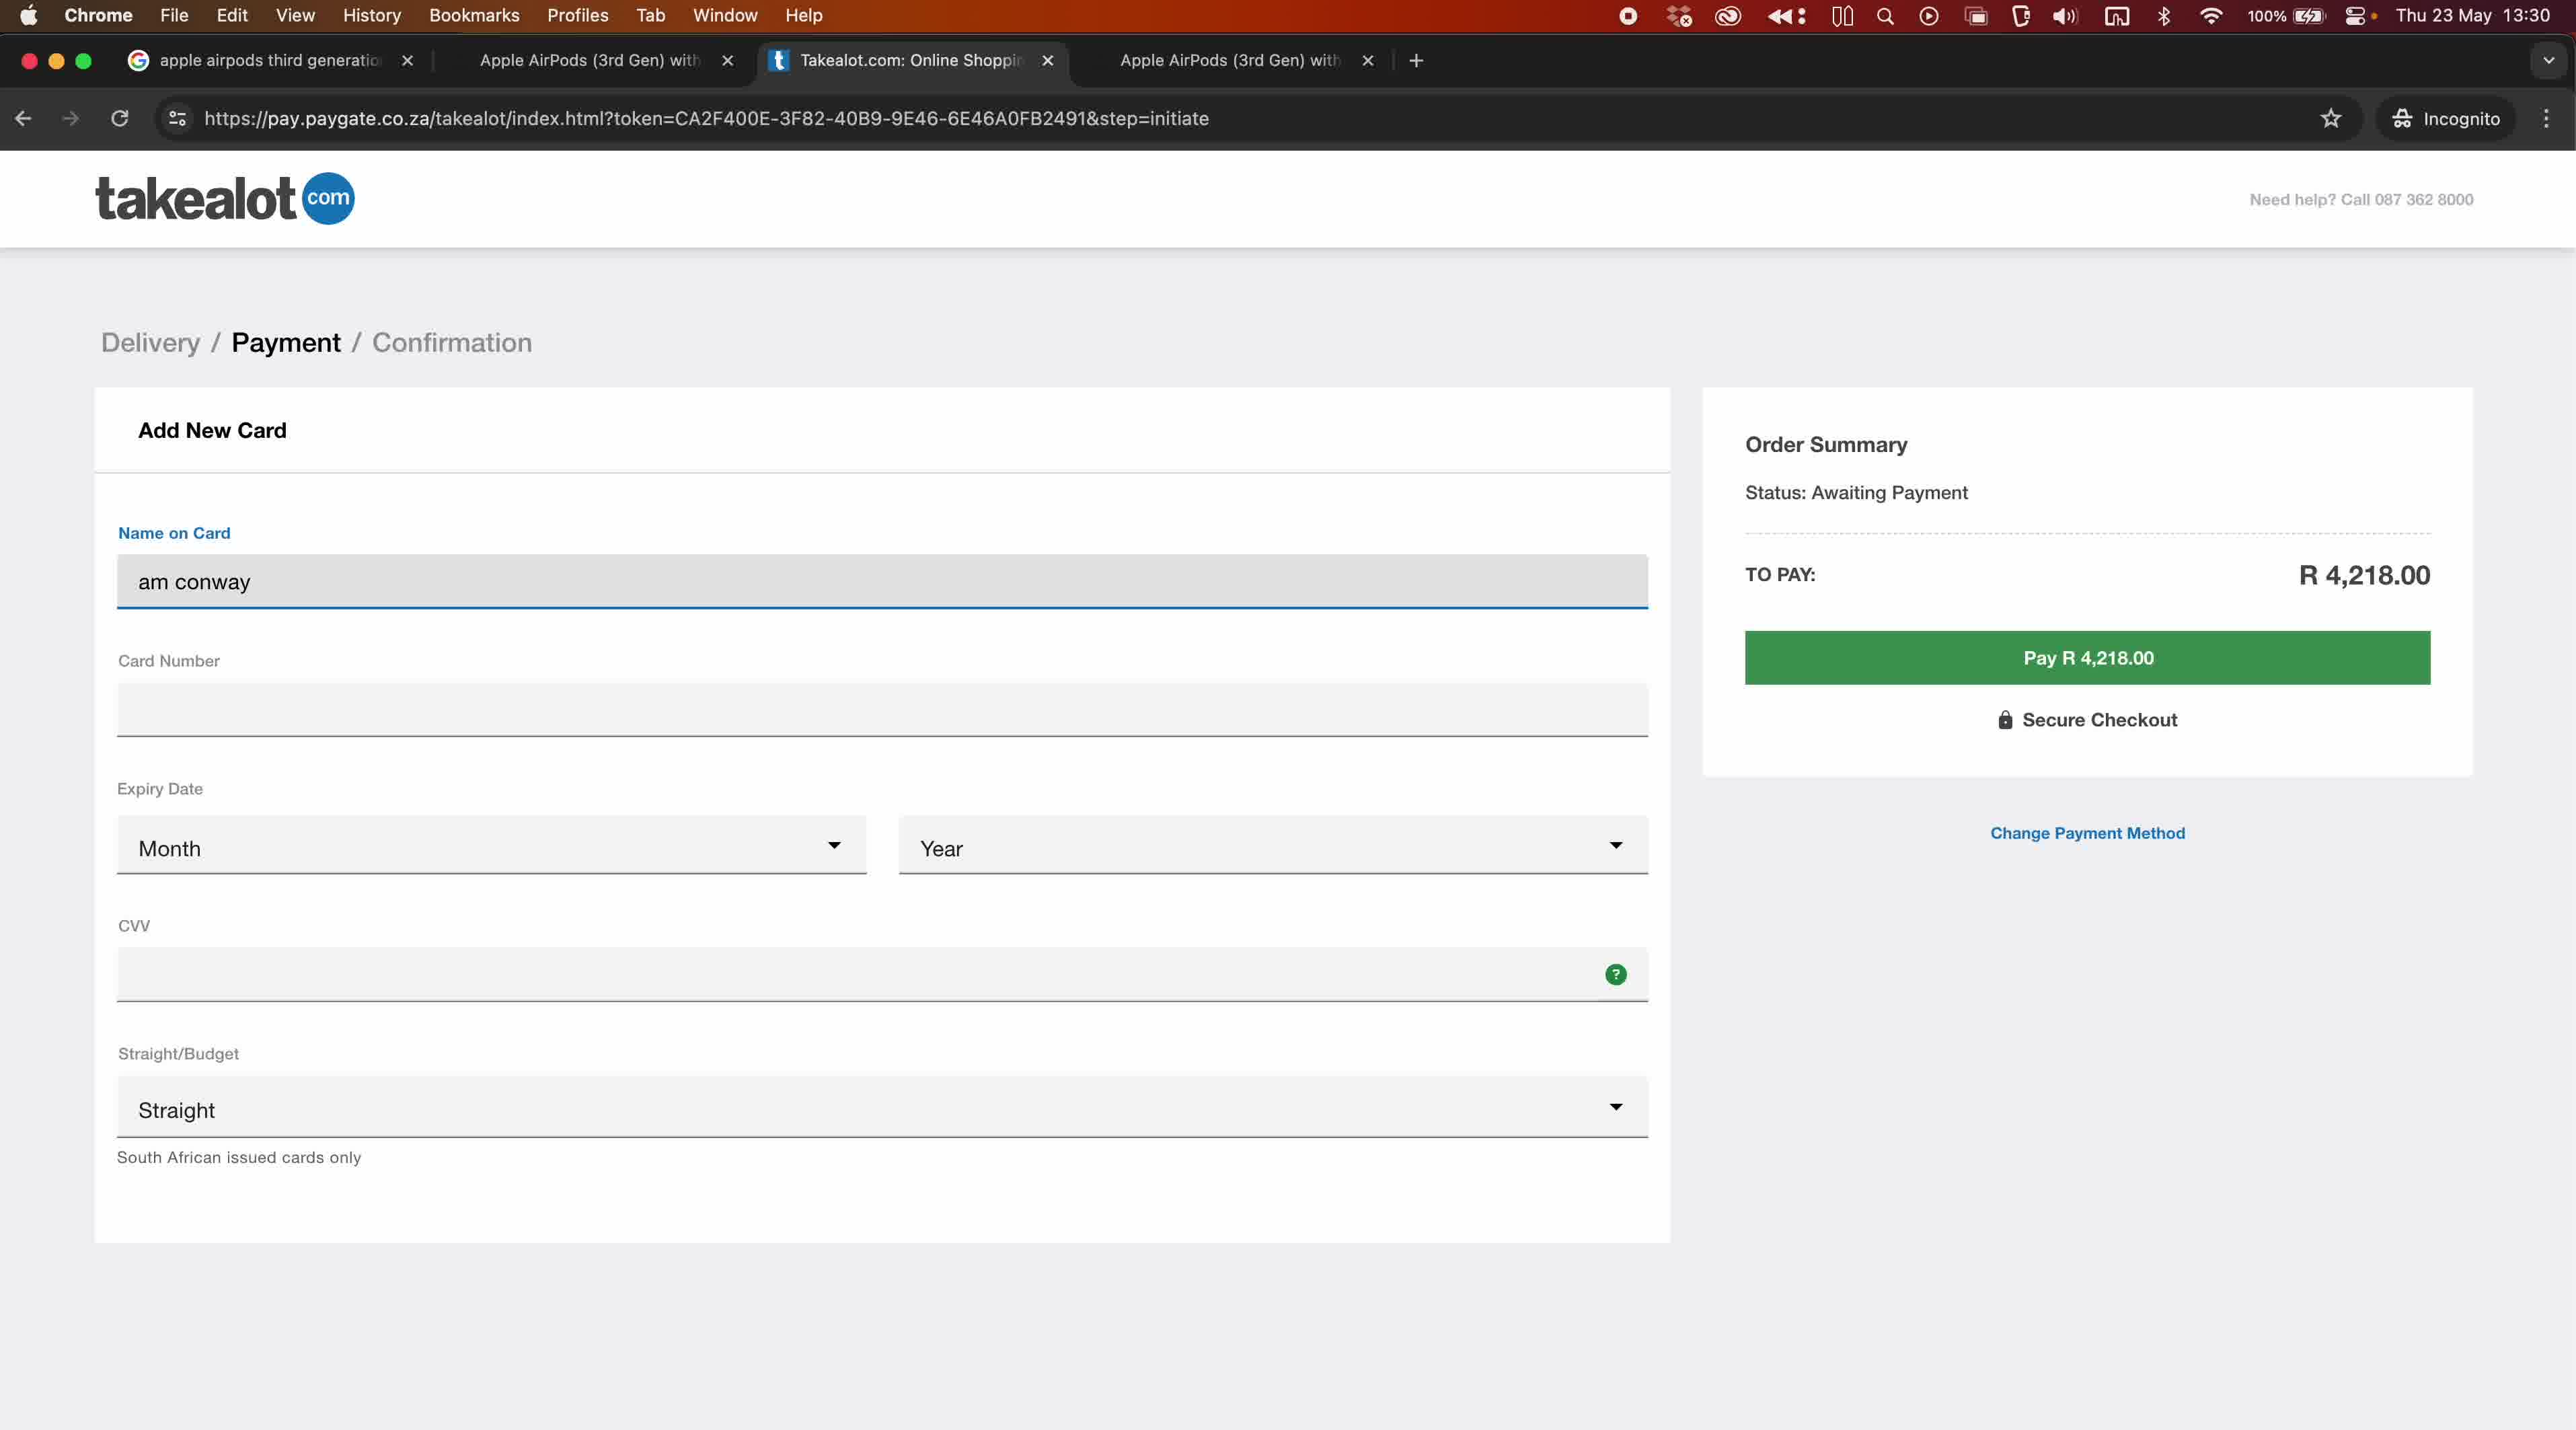 Chrome File Edit View History Bookmarks Profiles Tab Window Help 100% Thu 23 May 13:30
apple airpods third generatio Apple AirPods (3rd Gen) with Takealot.com: Online Shoppin Apple AirPods (3rd Gen) with
https://pay.paygate.co.za/takealot/index.html?token=CA2F400E-3F82-40B9-9E46-6E46A0FB2491&step=initiate Incognito
takealot com
Need help? Call 087 362 8000
Delivery / Payment / Confirmation
Add New Card
Name on Card
am conway
Card Number
Expiry Date
Month Year
CVV
?
Straight/Budget
Straight
South African issued cards only
Order Summary
Status: Awaiting Payment
TO PAY: R 4,218.00
Pay R 4,218.00
Secure Checkout
Change Payment Method